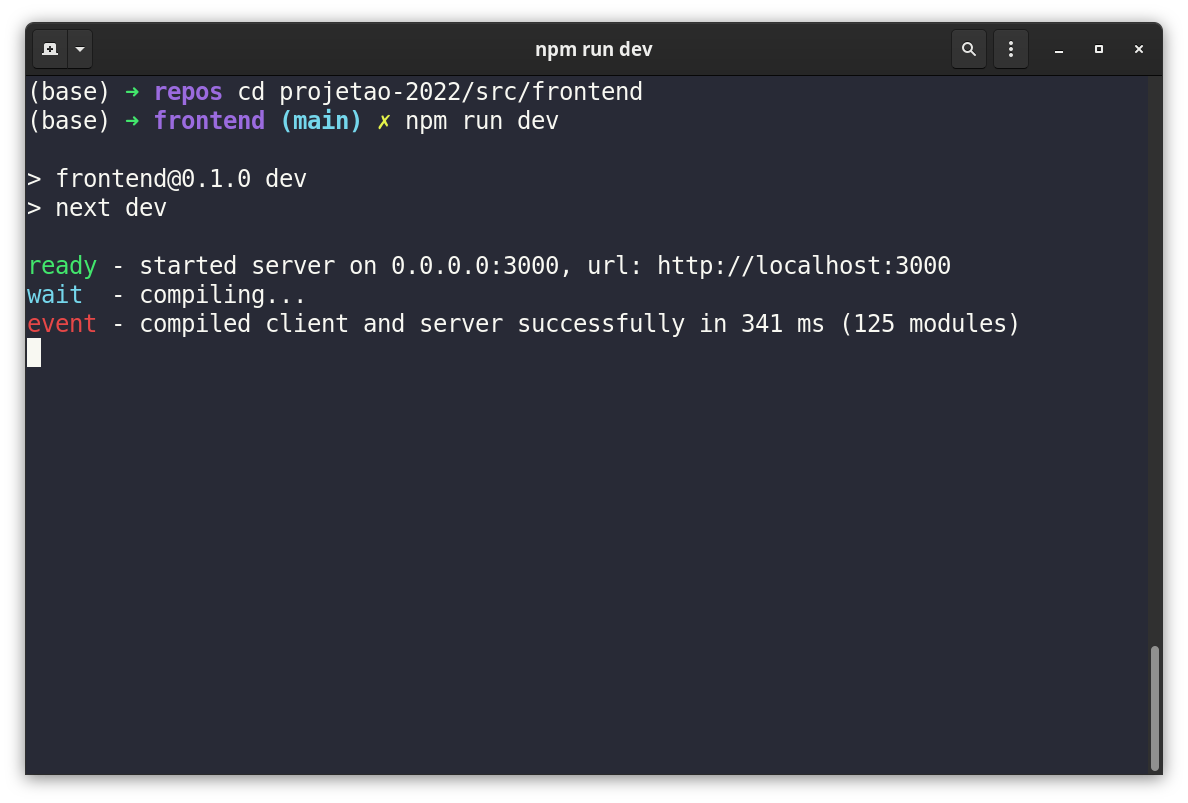 npm run dev
(base) ➜ repos cd projetao-2022/src/frontend
(base) ➜ frontend (main) ✗ npm run dev
> frontend@0.1.0 dev
> next dev
ready - started server on 0.0.0.0:3000, url: http://localhost:3000
wait  - compiling...
event - compiled client and server successfully in 341 ms (125 modules)